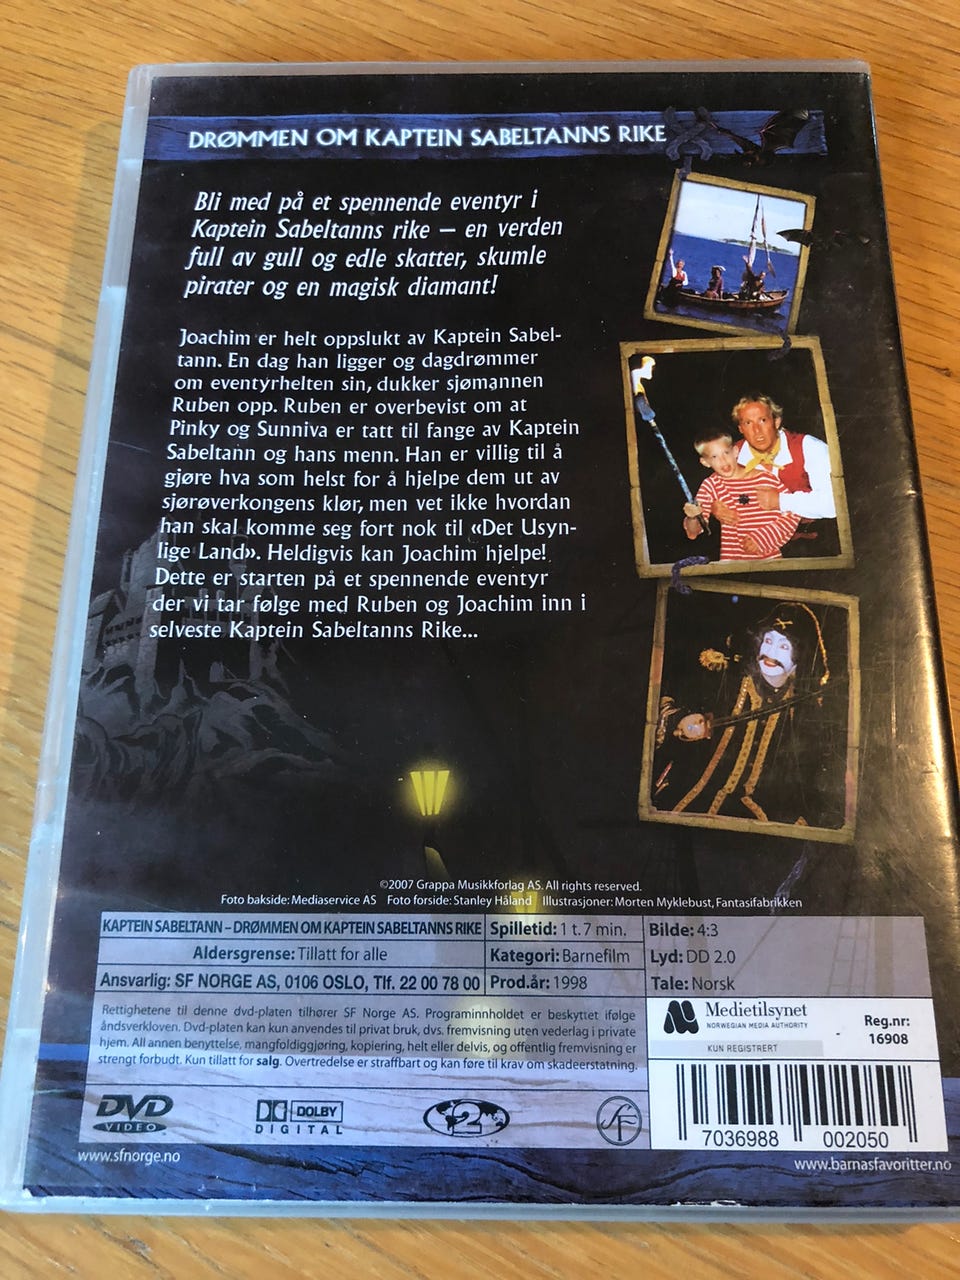 DRØMMEN OM KAPTEIN SABELTANNS RIKE
Bli med på et spennende eventyr i
Kaptein Sabeltanns rike – en verden
full av gull og edle skatter, skumle
pirater og en magisk diamant!
Joachim er helt oppslukt av Kaptein Sabel-
tann. En dag han ligger og dagdrømmer
om eventyrhelten sin, dukker sjømannen
Ruben opp. Ruben er overbevist om at
Pinky og Sunniva er tatt til fange av Kaptein
Sabeltann og hans menn. Han er villig til å
gjøre hva som helst for å hjelpe dem ut av
sjørøverkongens klør, men vet ikke hvordan
han skal komme seg fort nok til «Det Usyn-
lige Land». Heldigvis kan Joachim hjelpe!
Dette er starten på et spennende eventyr
der vi tar følge med Ruben og Joachim inn i
selveste Kaptein Sabeltanns Rike...
©2007 Grappa Musikkforlag AS. All rights reserved.
Foto bakside: Mediaservice AS Foto forside: Stanley Håland Illustrasjoner: Morten Myklebust, Fantasifabrikken
KAPTEIN SABELTANN – DRØMMEN OM KAPTEIN SABELTANNS RIKE Spilletid: 1 t. 7 min. Bilde: 4:3
Aldersgrense: Tillatt for alle Kategori: Barnefilm Lyd: DD 2.0
Ansvarlig: SF NORGE AS, 0106 OSLO, Tlf. 22 00 78 00 Prod.år: 1998 Tale: Norsk
Rettighetene til denne dvd-platen tilhører SF Norge AS. Programinnholdet er beskyttet ifølge
åndsverkloven. Dvd-platen kan kun anvendes til privat bruk, dvs. fremvisning uten vederlag i private
hjem. All annen benyttelse, mangfoldiggjøring, kopiering, helt eller delvis, og offentlig fremvisning er
strengt forbudt. Kun tillatt for salg. Overtredelse er straffbart og kan føre til krav om skadeerstatning.
Medietilsynet
NORWEGIAN MEDIA AUTHORITY
KUN REGISTRERT
Reg.nr:
16908
DVD
VIDEO
DOLBY
DIGITAL
2
SF
7036988 002050
www.sfnorge.no
www.barnasfavoritter.no